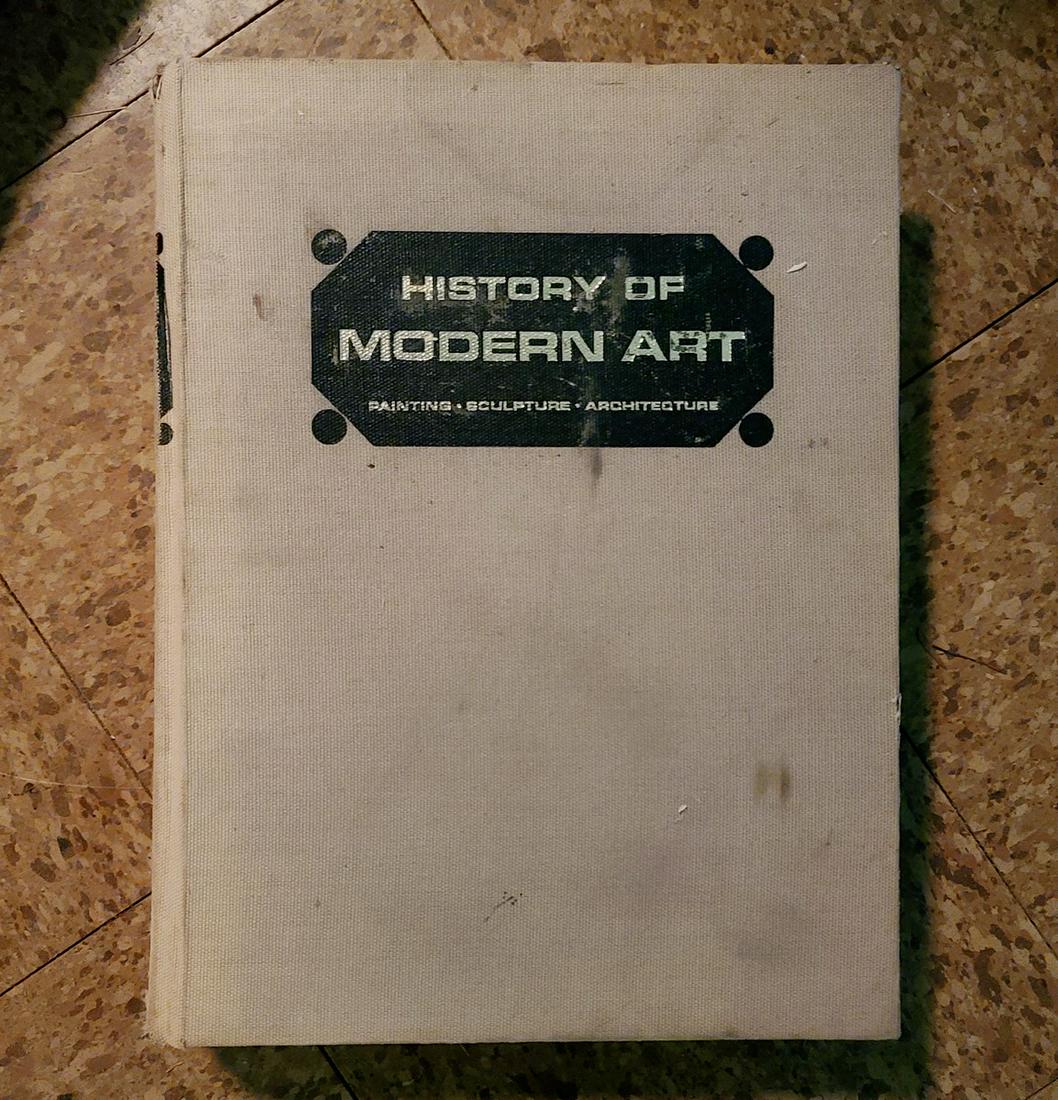 HISTORY OF
MODERN ART
PAINTING • SCULPTURE • ARCHITECTURE